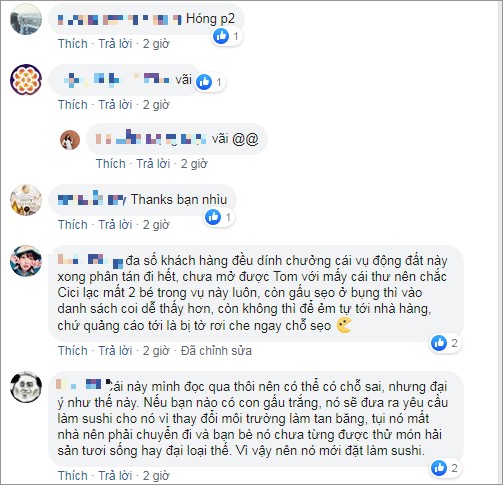 Hóng p2
1
Thích · Trả lời · 2 giờ
vãi
1
Thích · Trả lời · 2 giờ
vãi @@
Thích · Trả lời · 2 giờ
Thanks bạn nhìu
1
Thích · Trả lời · 2 giờ
đa số khách hàng đều dính chưởng cái vụ động đất này
xong phân tán đi hết, chưa mở được Tom với mấy cái thư nên chắc
Cici lạc mất 2 bé trong vụ này luôn, còn gấu sẹo ở bụng thì vào
danh sách coi dễ thấy hơn, còn không thì để ẻm tự tới nhà hàng,
chứ quảng cáo tới là bị tờ rơi che ngay chỗ sẹo
2
Thích · Trả lời · 2 giờ · Đã chỉnh sửa
cái này mình đọc qua thôi nên có thể có chỗ sai, nhưng đại
ý như thế này. Nếu bạn nào có con gấu trắng, nó sẽ đưa ra yêu cầu
làm sushi cho nó vì thay đổi môi trường làm tan băng, tụi nó mất
nhà nên phải chuyển đi và bạn bè nó chưa từng được thử món hải
sản tươi sống hay đại loại thế. Vì vậy nên nó mới đặt làm sushi.
2
Thích · Trả lời · 2 giờ